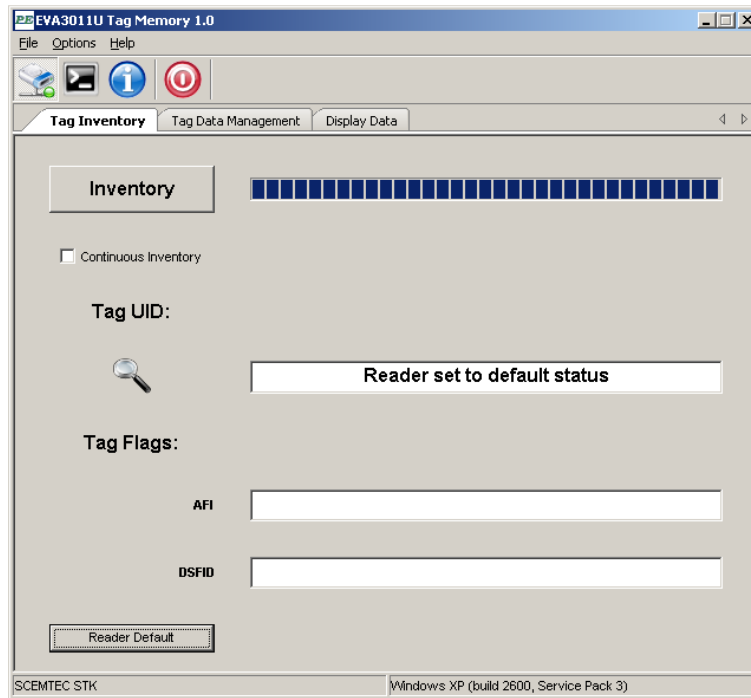 PE EVA3011U Tag Memory 1.0
File Options Help
Tag Inventory Tag Data Management Display Data
Inventory
Continuous Inventory
Tag UID:
Reader set to default status
Tag Flags:
AFI
DSFID
Reader Default
SCEMTEC STK Windows XP (build 2600, Service Pack 3)